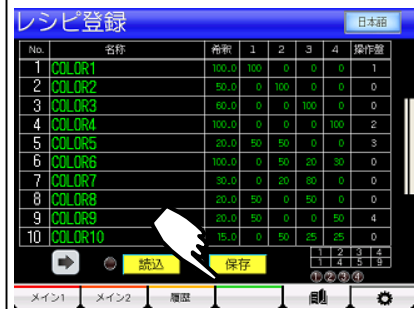 レシピ登録 日本語
No. 名称 希釈 1 2 3 4 操作盤
1 COLOR1 100.0 100 0 0 0 1
2 COLOR2 50.0 0 100 0 0 0
3 COLOR3 60.0 0 0 100 0 0
4 COLOR4 100.0 0 0 0 100 2
5 COLOR5 20.0 50 50 0 0 3
6 COLOR6 100.0 0 50 20 30 0
7 COLOR7 30.0 0 20 80 0 0
8 COLOR8 20.0 50 0 50 0 0
9 COLOR9 20.0 50 0 0 50 4
10 COLOR10 15.0 0 50 25 25 0
読込 保存
1 2 3 4
1 4 5 9
①②③④
メイン1 メイン2 履歴